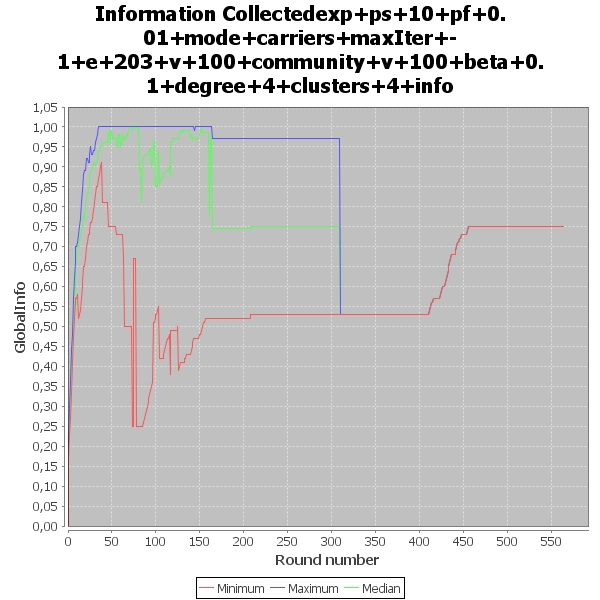 Information Collectedexp+ps+10+pf+0.
01+mode+carriers+maxIter+-
1+e+203+v+100+community+v+100+beta+0.
1+degree+4+clusters+4+info
1,05
1,00
0,95
0,90
0,85
0,80
0,75
0,70
0,65
0,60
0,55
0,50
0,45
0,40
0,35
0,30
0,25
0,20
0,15
0,10
0,05
0,00
GlobalInfo
0 50 100 150 200 250 300 350 400 450 500 550
Round number
Minimum Maximum Median